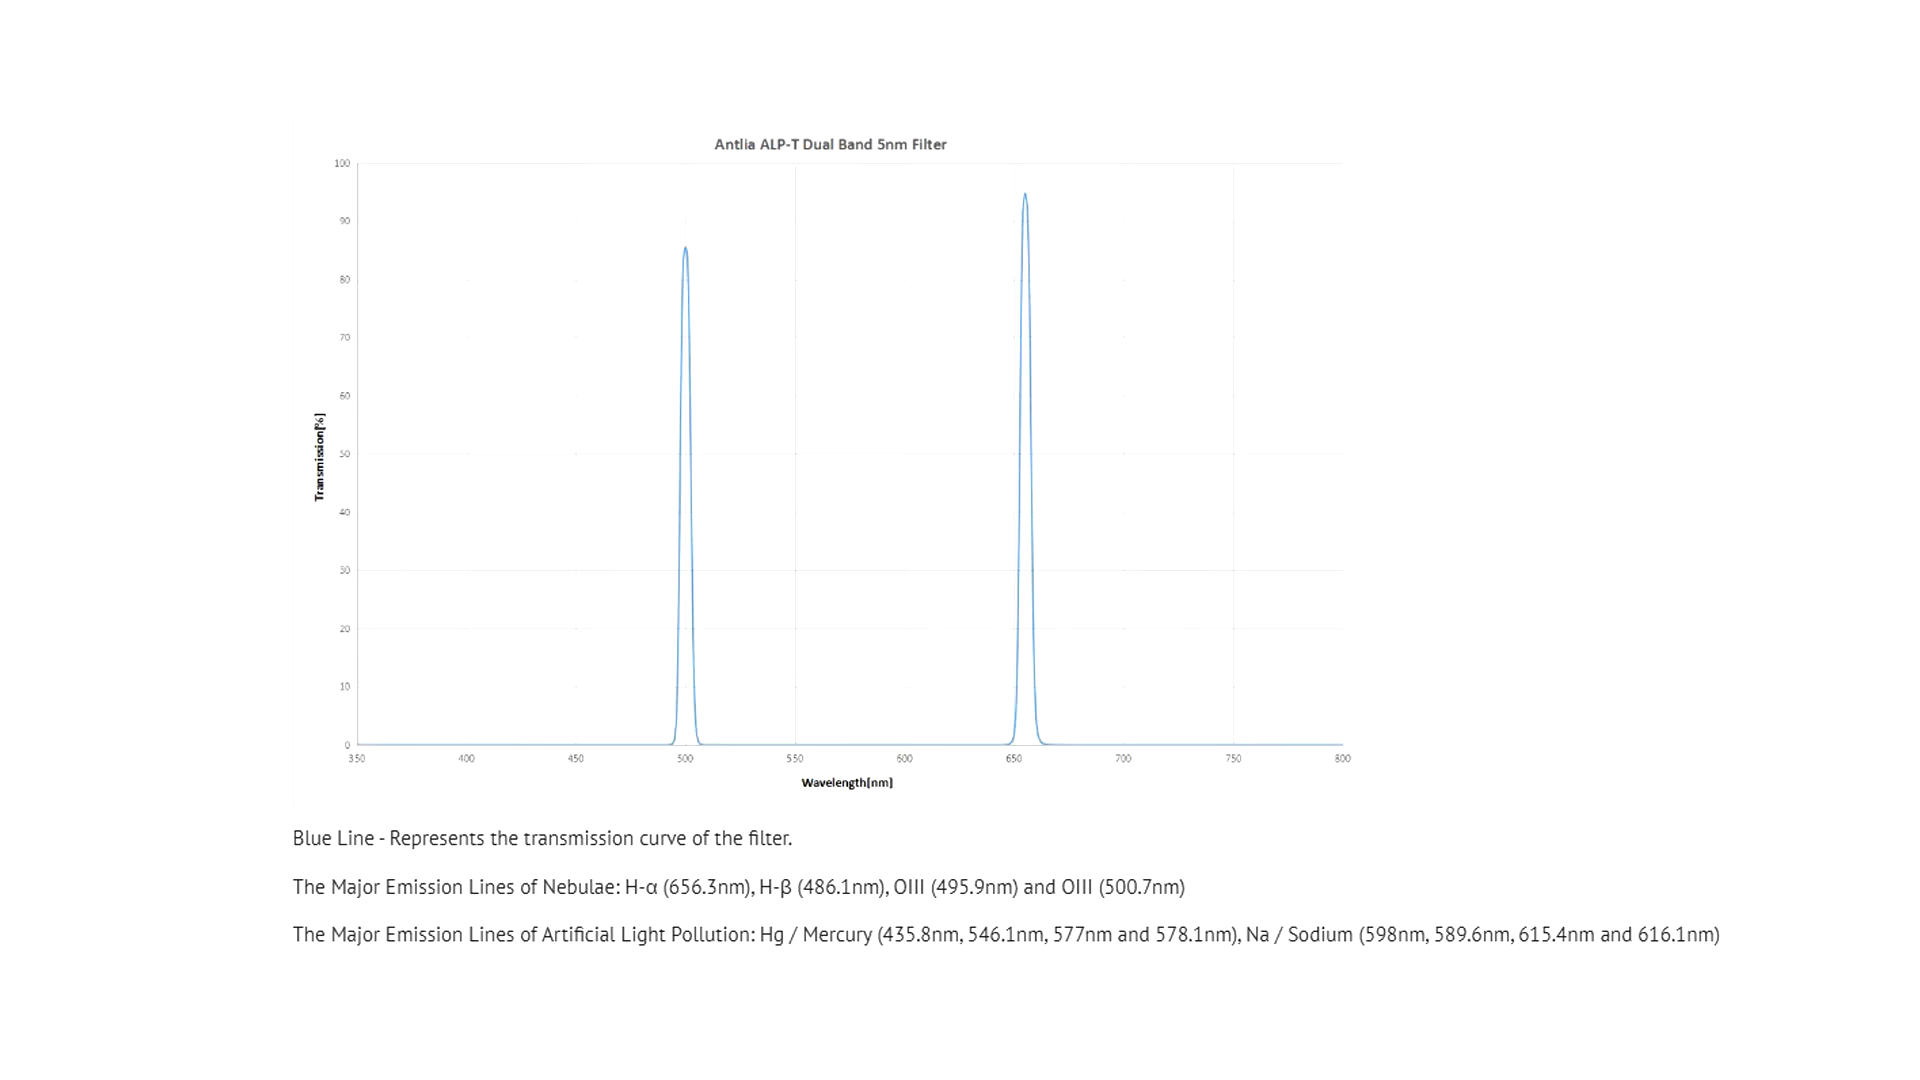 Antlia ALP-T Dual Band 5nm Filter
100
90
80
70
60
50
40
30
20
10
0
Transmission[%]
350 400 450 500 550 600 650 700 750 800
Wavelength[nm]
Blue Line - Represents the transmission curve of the filter.
The Major Emission Lines of Nebulae: H-α (656.3nm), H-β (486.1nm), OIII (495.9nm) and OIII (500.7nm)
The Major Emission Lines of Artificial Light Pollution: Hg / Mercury (435.8nm, 546.1nm, 577nm and 578.1nm), Na / Sodium (598nm, 589.6nm, 615.4nm and 616.1nm)